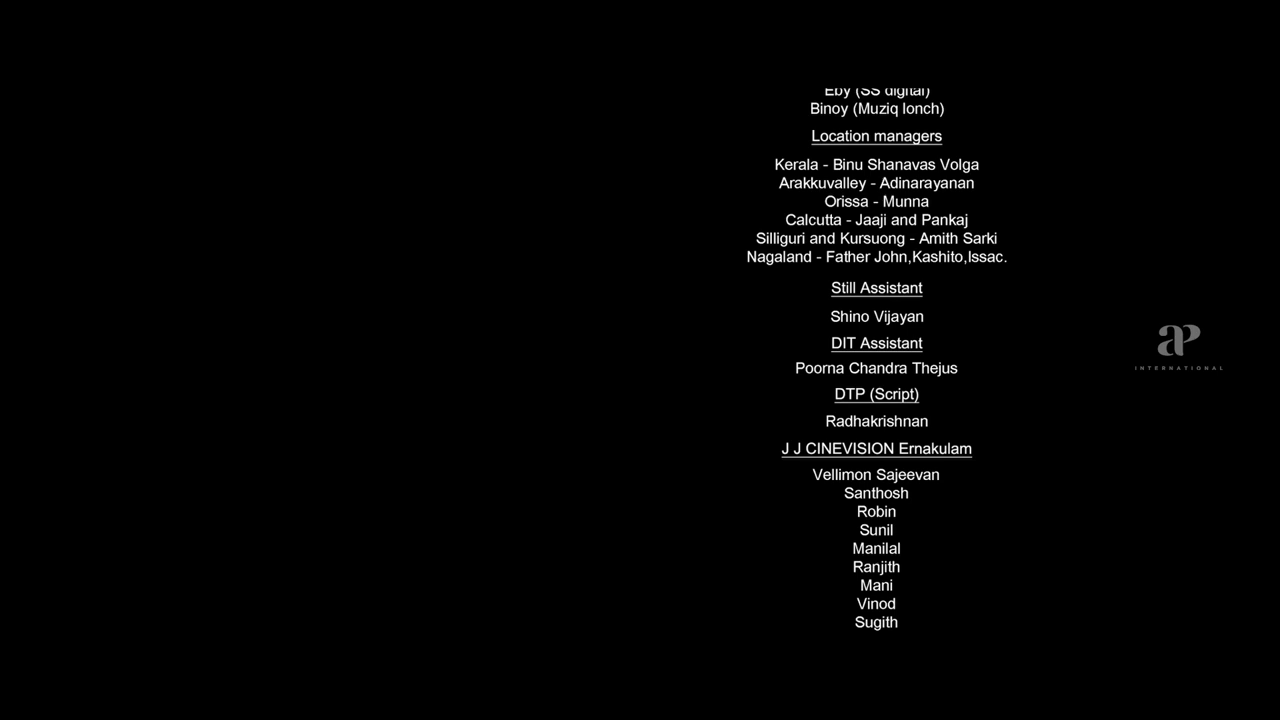 Eby (SS digital)
Binoy (Muziq lonch)
Location managers
Kerala - Binu Shanavas Volga
Arakkuvalley - Adinarayanan
Orissa - Munna
Calcutta - Jaaji and Pankaj
Silliguri and Kursuong - Amith Sarki
Nagaland - Father John,Kashito,Issac.
Still Assistant
Shino Vijayan
DIT Assistant
Poorna Chandra Thejus
DTP (Script)
Radhakrishnan
J J CINEVISION Ernakulam
Vellimon Sajeevan
Santhosh
Robin
Sunil
Manilal
Ranjith
Mani
Vinod
Sugith
aP
INTERNATIONAL